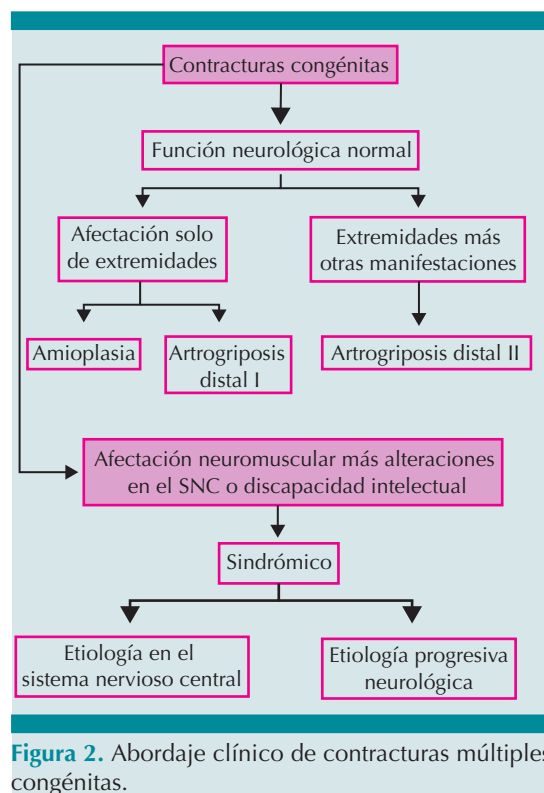 Contracturas congénitas
Función neurológica normal
Afectación solo
de extremidades
Extremidades más
otras manifestaciones
Amioplasia
Artrogriposis
distal I
Artrogriposis distal II
Afectación neuromuscular más alteraciones
en el SNC o discapacidad intelectual
Sindrómico
Etiología en el
sistema nervioso central
Etiología progresiva
neurológica
Figura 2. Abordaje clínico de contracturas múltiples
congénitas.